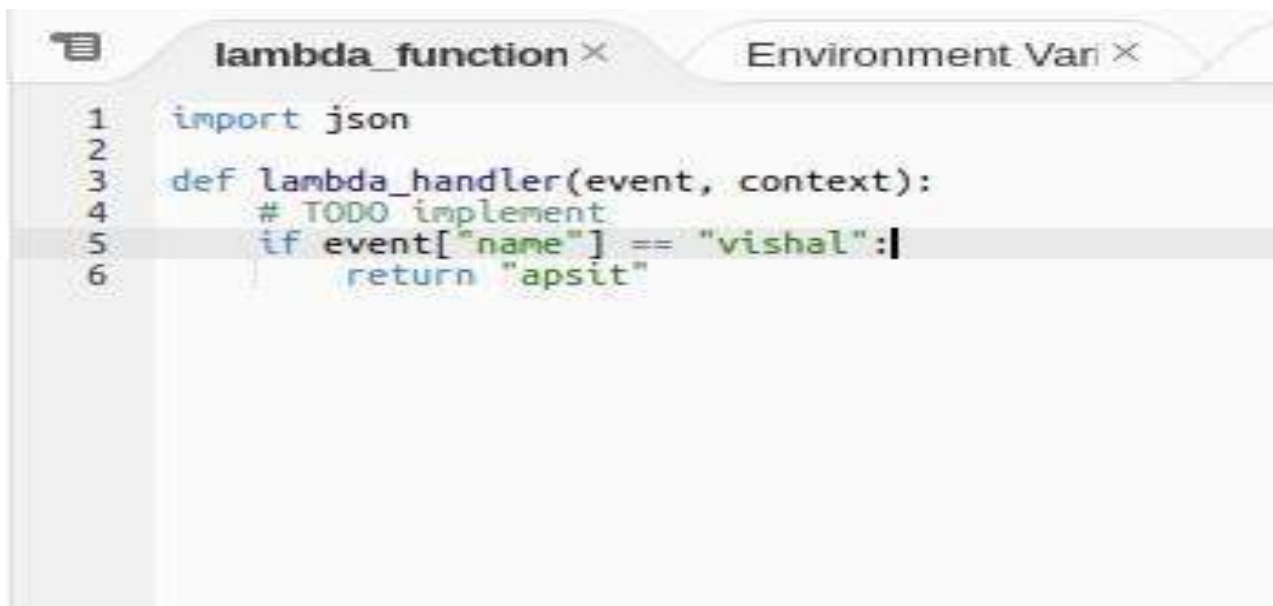 lambda_function × Environment Vari ×
1 import json
2
3 def lambda_handler(event, context):
4 # TODO implement
5 if event["name"] == "vishal":
6 return "apsit"